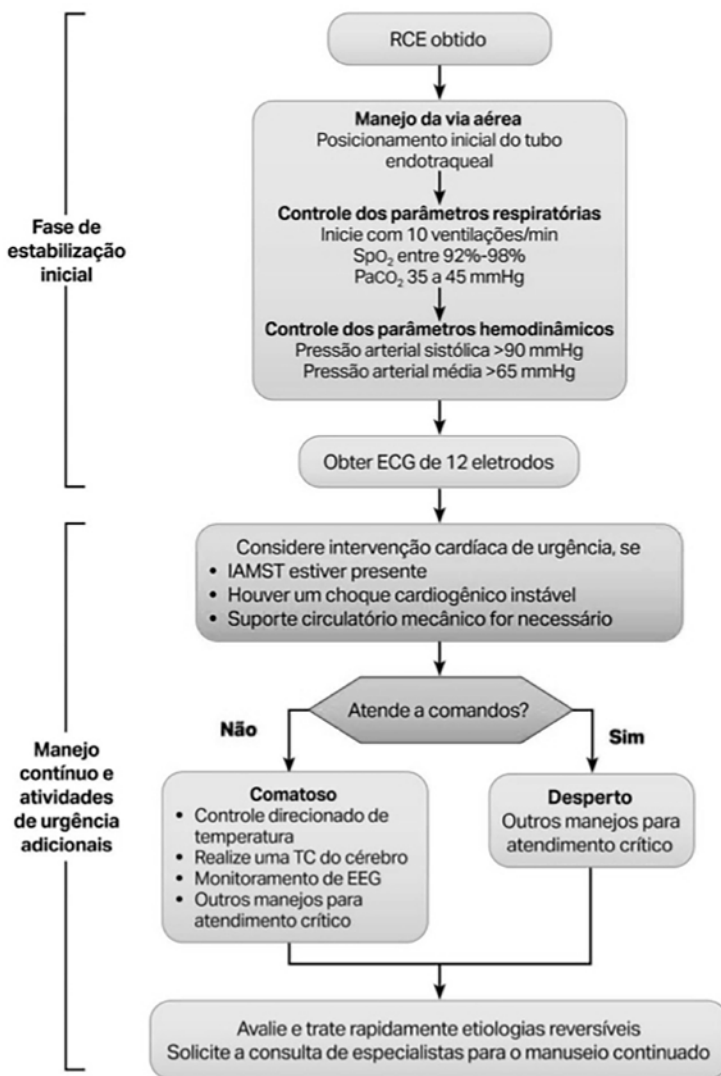 RCE obtido
Manejo da via aérea
Posicionamento inicial do tubo
endotraqueal
Controle dos parâmetros respiratórias
Inicie com 10 ventilações/min
SpO₂ entre 92%-98%
PaCO₂ 35 a 45 mmHg
Controle dos parâmetros hemodinâmicos
Pressão arterial sistólica >90 mmHg
Pressão arterial média >65 mmHg
Fase de
estabilização
inicial
Obter ECG de 12 eletrodos
Considere intervenção cardíaca de urgência, se
• IAMST estiver presente
• Houver um choque cardiogênico instável
• Suporte circulatório mecânico for necessário
Atende a comandos?
Não
Sim
Manejo
contínuo e
atividades
de urgência
adicionais
Comatoso
• Controle direcionado de
temperatura
• Realize uma TC do cérebro
• Monitoramento de EEG
• Outros manejos para
atendimento crítico
Desperto
Outros manejos para
atendimento crítico
Avalie e trate rapidamente etiologias reversíveis
Solicite a consulta de especialistas para o manuseio continuado